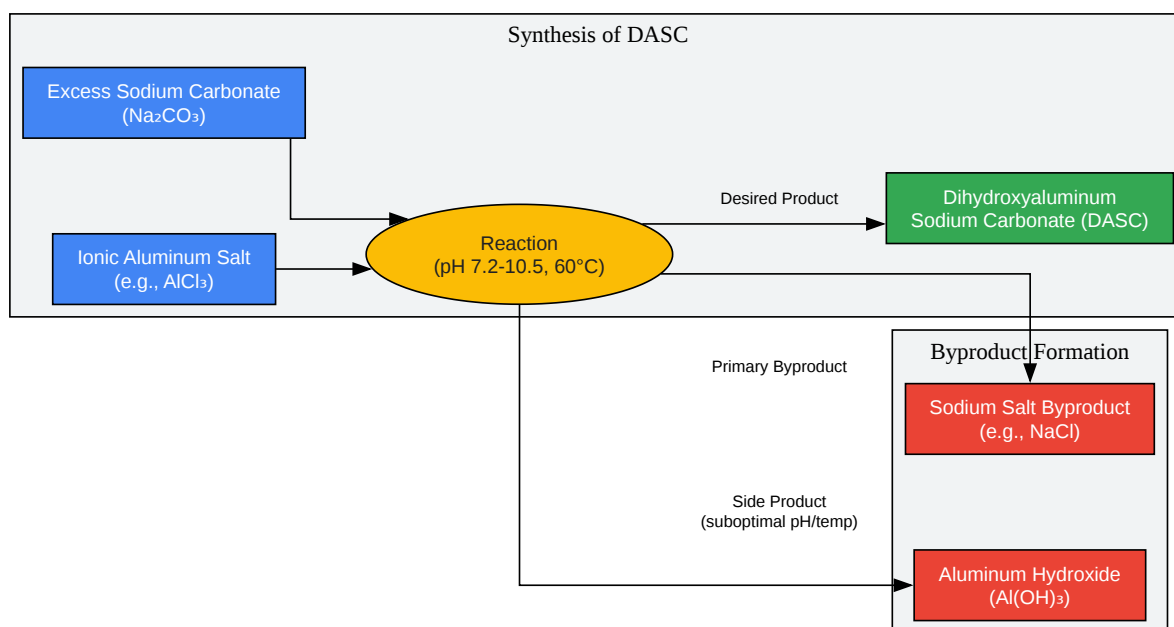 Synthesis of DASC
Excess Sodium Carbonate
(Na₂CO₃)
Ionic Aluminum Salt
(e.g., AlCl₃)
Reaction
(pH 7.2-10.5, 60°C)
Desired Product
Dihydroxyaluminum
Sodium Carbonate (DASC)
Byproduct Formation
Primary Byproduct
Sodium Salt Byproduct
(e.g., NaCl)
Side Product
(suboptimal pH/temp)
Aluminum Hydroxide
(Al(OH)₃)